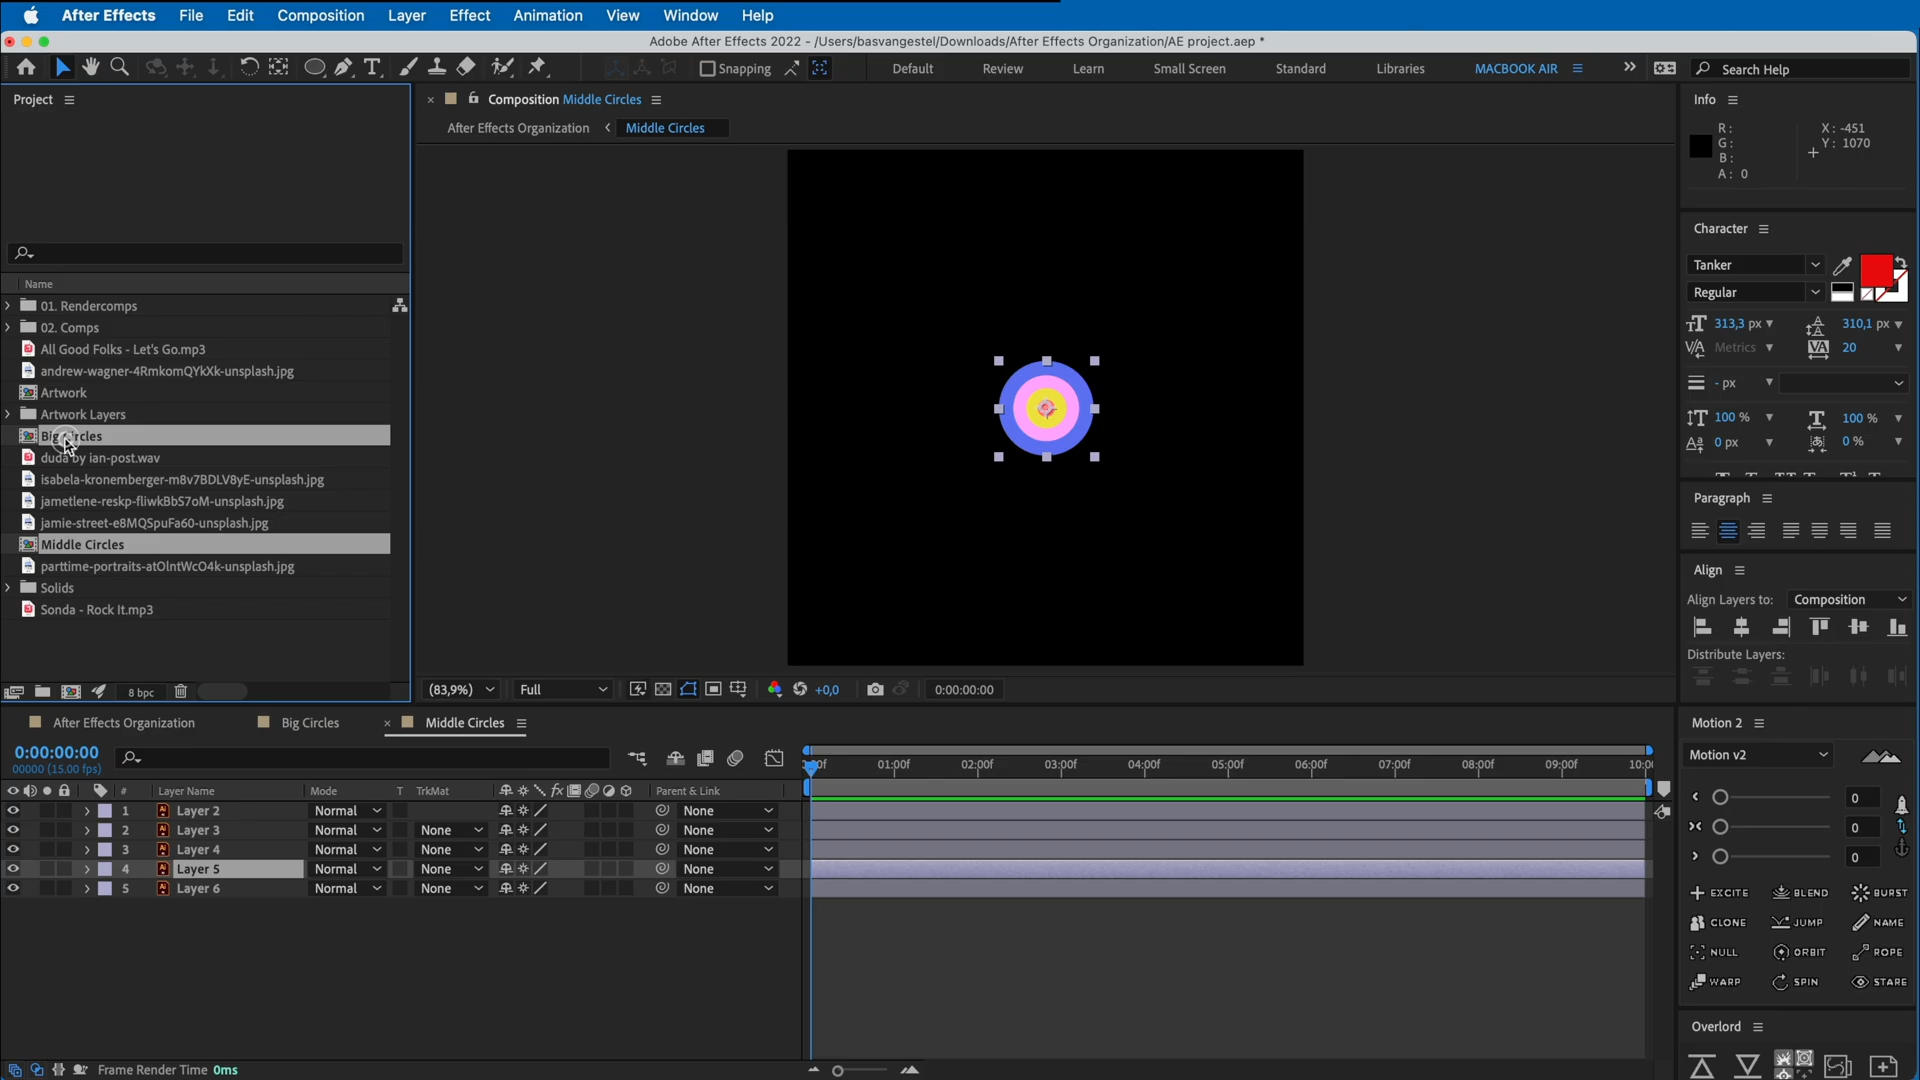 After Effects File Edit Composition Layer Effect Animation View Window Help
Adobe After Effects 2022 - /Users/basvangestel/Downloads/After Effects Organization/AE project.aep *
Snapping Default Review Learn Small Screen Standard Libraries MACBOOK AIR Search Help
Project
Composition Middle Circles
After Effects Organization Middle Circles
Name
01. Rendercomps
02. Comps
All Good Folks - Let's Go.mp3
andrew-wagner-4RmkomQYkXk-unsplash.jpg
Artwork
Artwork Layers
Big Circles
duda by ian-post.wav
isabela-kronemberger-m8v7BDLV8yE-unsplash.jpg
jametlene-reskp-fliwkBbS7oM-unsplash.jpg
jamie-street-e8MQSpuFa60-unsplash.jpg
Middle Circles
parttime-portraits-atOlntWcO4k-unsplash.jpg
Solids
Sonda - Rock It.mp3
8 bpc
(83,9%) Full +0,0 0:00:00:00
Info
R: X: -451
G: Y: 1070
B:
A: 0
Character
Tanker
Regular
313,3 px 310,1 px
Metrics 20
- px
100 % 100 %
0 px 0 %
Paragraph
Align
Align Layers to: Composition
Distribute Layers:
After Effects Organization Big Circles Middle Circles
0:00:00:00
00000 (15.00 fps)
01:00f 02:00f 03:00f 04:00f 05:00f 06:00f 07:00f 08:00f 09:00f
# Layer Name Mode T TrkMat fx Parent & Link
1 Layer 2 Normal None
2 Layer 3 Normal None None
3 Layer 4 Normal None None
4 Layer 5 Normal None None
5 Layer 6 Normal None None
Frame Render Time 0ms
Motion 2
Motion v2
0
0
0
EXCITE BLEND BURST
CLONE JUMP NAME
NULL ORBIT ROPE
WARP SPIN STARE
Overlord